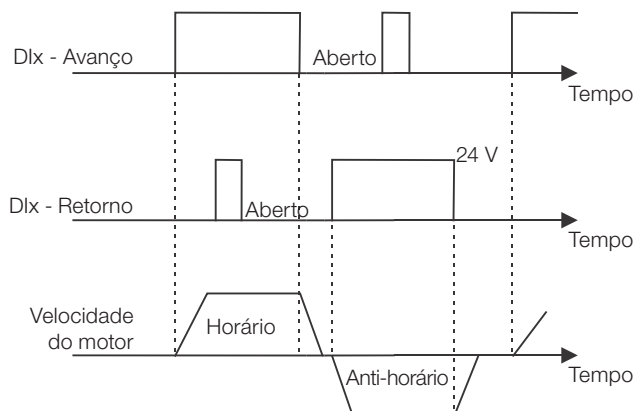 DIx - Avanço
Aberto
Tempo
24 V
DIx - Retorno
Aberto
Tempo
Velocidade
do motor
Horário
Anti-horário
Tempo